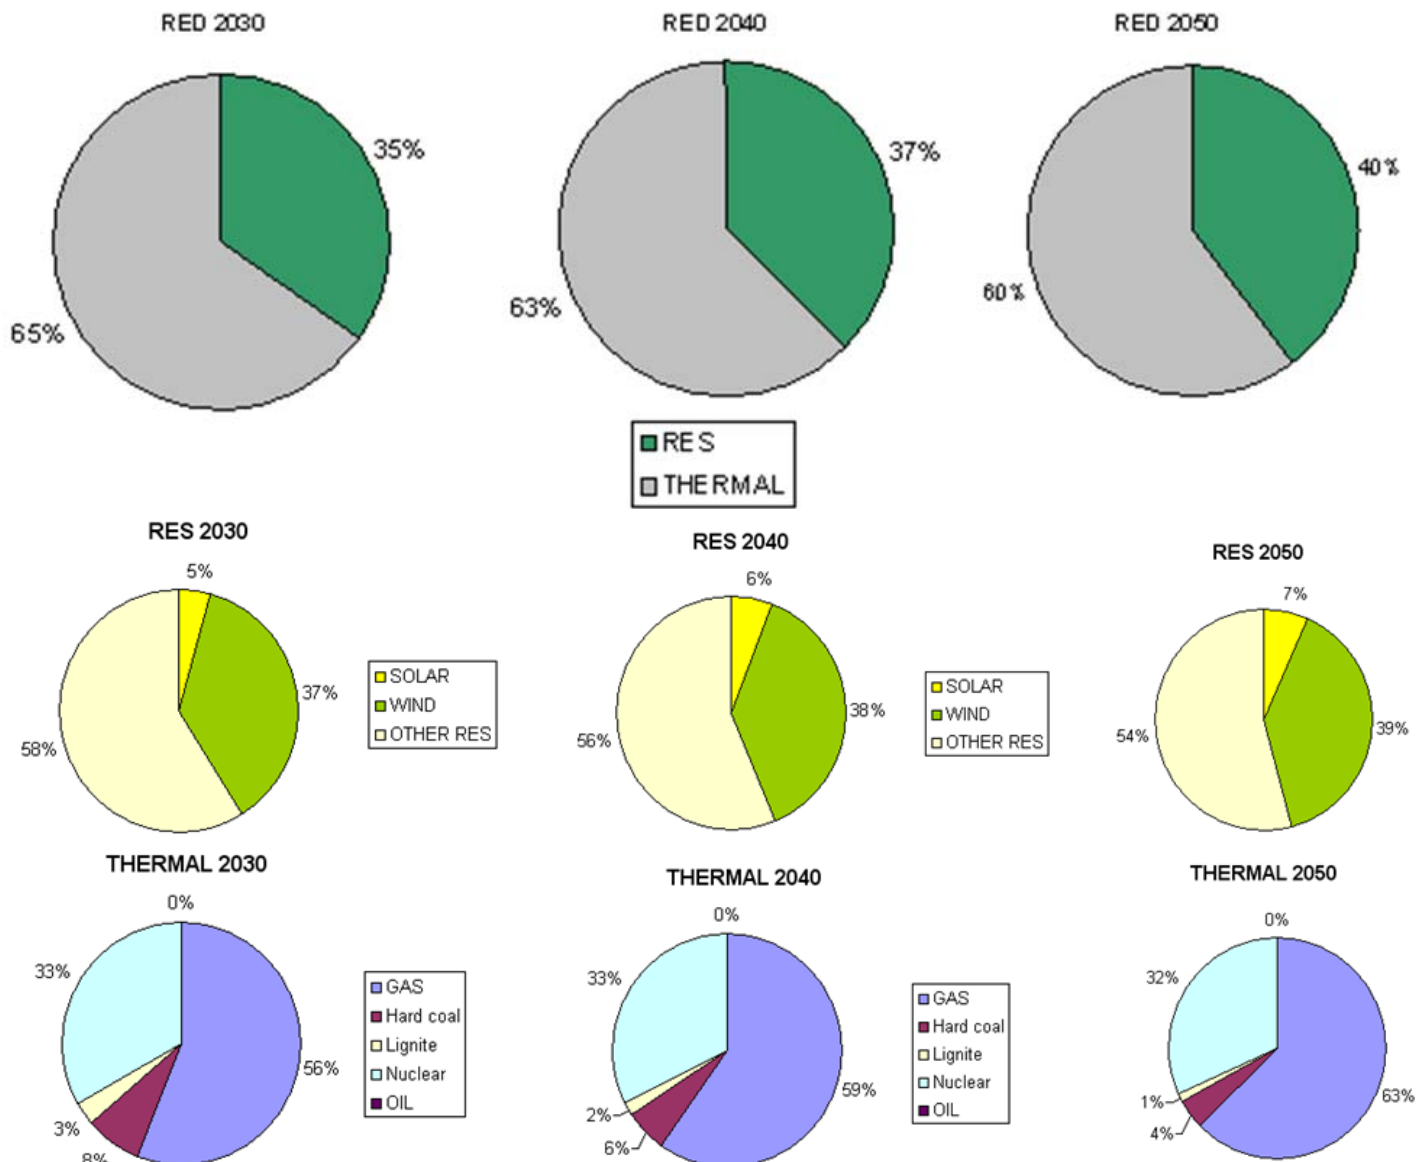 RED 2030
RED 2040
RED 2050
35%
65%
37%
63%
40%
60%
RES
THERMAL
RES 2030
5%
37%
58%
SOLAR
WIND
OTHER RES
RES 2040
6%
38%
56%
SOLAR
WIND
OTHER RES
RES 2050
7%
39%
54%
THERMAL 2030
0%
33%
56%
3%
8%
GAS
Hard coal
Lignite
Nuclear
OIL
THERMAL 2040
0%
33%
59%
2%
6%
GAS
Hard coal
Lignite
Nuclear
OIL
THERMAL 2050
0%
32%
63%
1%
4%